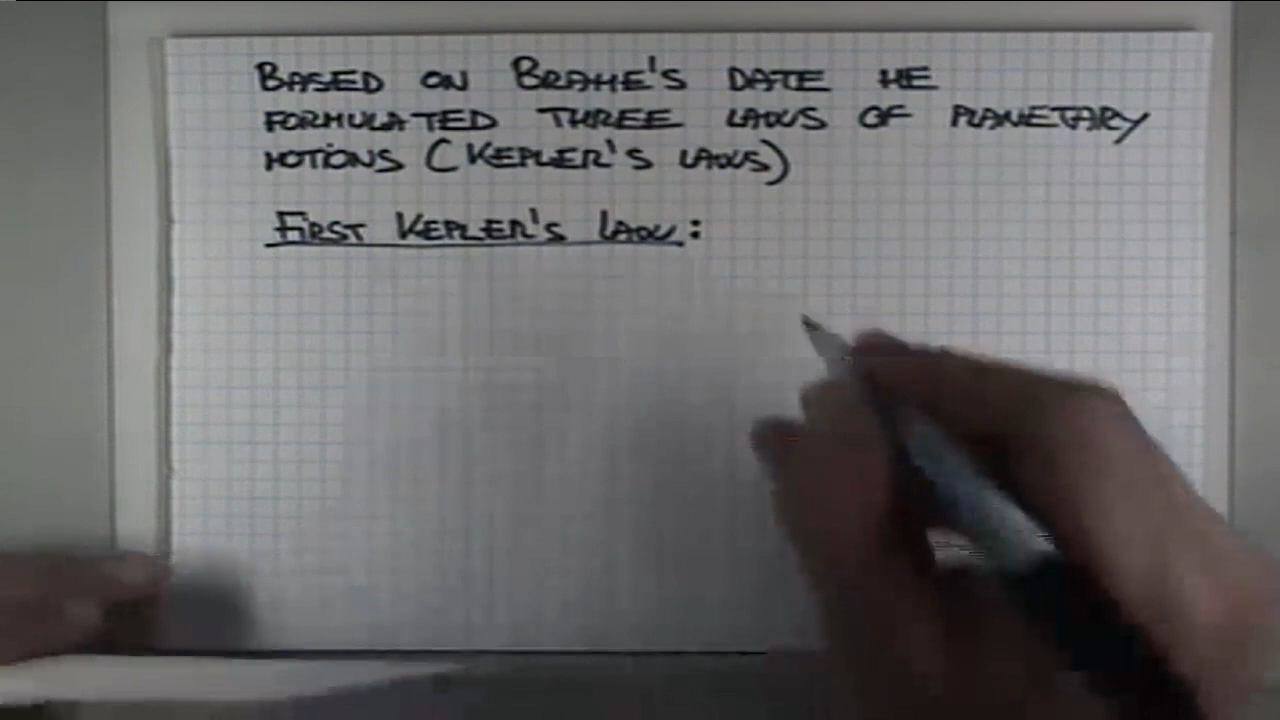 BASED ON BRAHE'S DATE HE
FORMULATED THREE LAWS OF PLANETARY
MOTIONS (KEPLER'S LAWS)
FIRST KEPLER'S LAW: